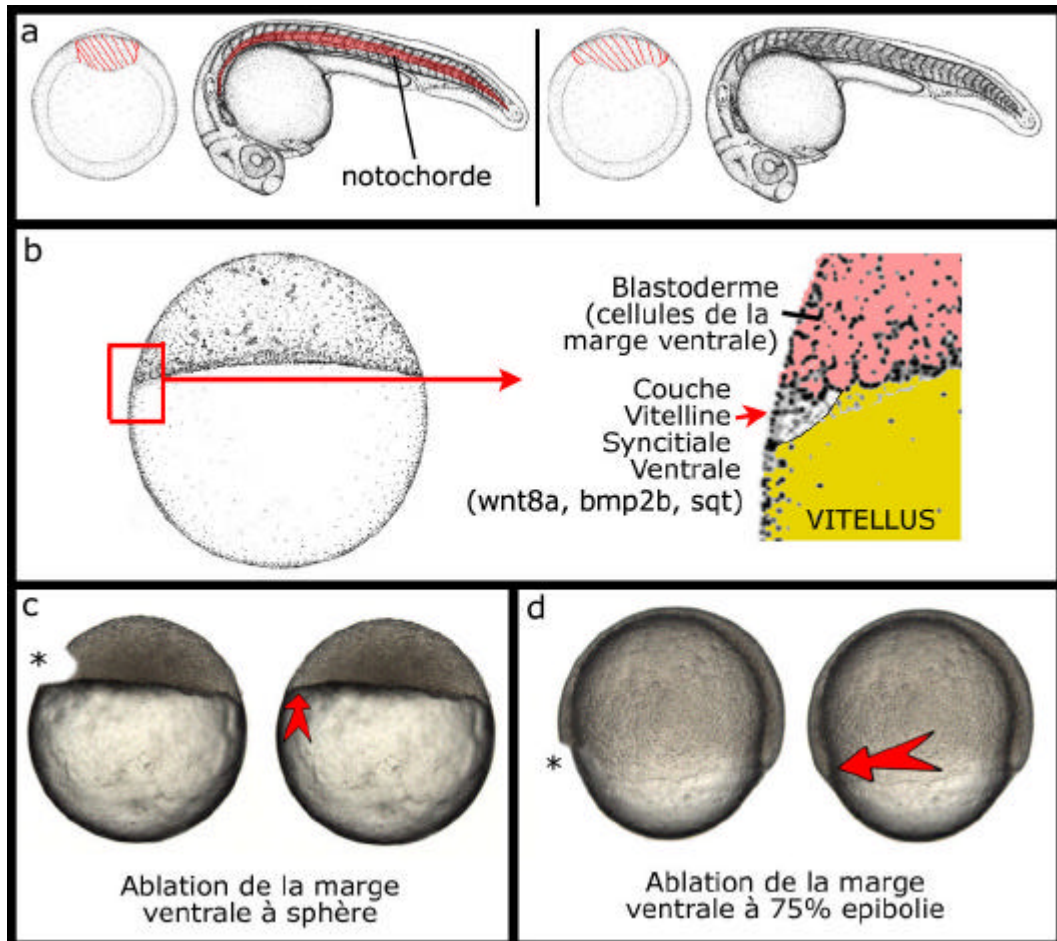 a
notochorde
b
Blastoderme
(cellules de la
marge ventrale)
Couche
Vitelline
Syncitiale
Ventrale
(wnt8a, bmp2b, sqt)
VITELLUS
c
*
Ablation de la marge
ventrale à sphère
d
*
Ablation de la marge
ventrale à 75% epibolie